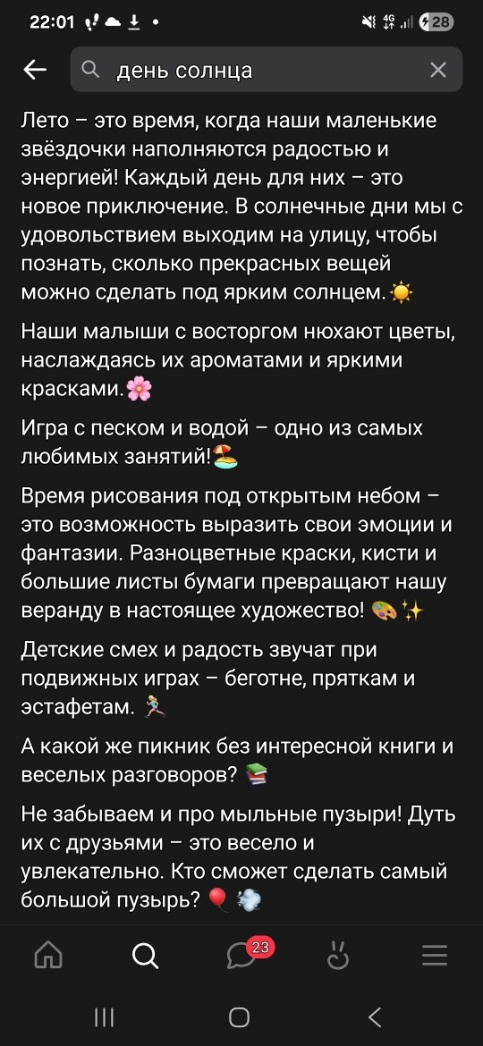 22:01
4G
28
день солнца
Лето – это время, когда наши маленькие
звёздочки наполняются радостью и
энергией! Каждый день для них – это
новое приключение. В солнечные дни мы с
удовольствием выходим на улицу, чтобы
познать, сколько прекрасных вещей
можно сделать под ярким солнцем.☀️
Наши малыши с восторгом нюхают цветы,
наслаждаясь их ароматами и яркими
красками.🌸
Игра с песком и водой – одно из самых
любимых занятий!🏖️
Время рисования под открытым небом –
это возможность выразить свои эмоции и
фантазии. Разноцветные краски, кисти и
большие листы бумаги превращают нашу
веранду в настоящее художество! 🎨✨
Детские смех и радость звучат при
подвижных играх – беготне, пряткам и
эстафетам. 🏃‍♀️
А какой же пикник без интересной книги и
веселых разговоров? 📚
Не забываем и про мыльные пузыри! Дуть
их с друзьями – это весело и
увлекательно. Кто сможет сделать самый
большой пузырь? 🎈💨
23